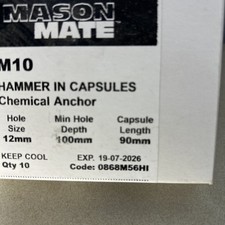 MASON
MATE
M10
HAMMER IN CAPSULES
Chemical Anchor
Hole Min Hole Capsule
Size Depth Length
12mm 100mm 90mm
KEEP COOL EXP. 19-07-2026
Qty 10 Code: 0868M56HI